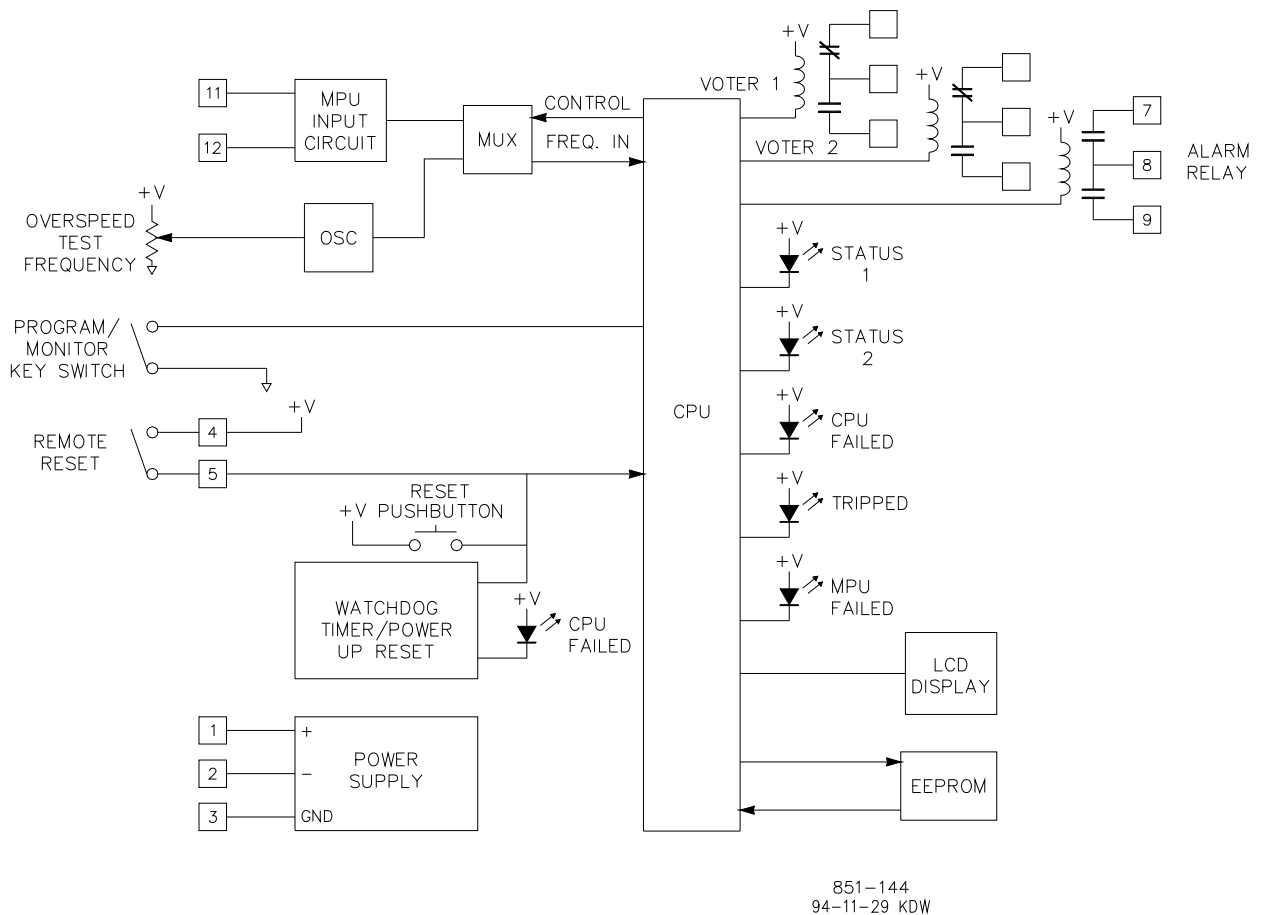 +V
VOTER 1
+V
VOTER 2
+V
7
8
9
ALARM
RELAY
11
12
MPU
INPUT
CIRCUIT
MUX
CONTROL
FREQ. IN
+V
OVERSPEED
TEST
FREQUENCY
OSC
+V
STATUS
1
PROGRAM/
MONITOR
KEY SWITCH
+V
STATUS
2
CPU
+V
CPU
FAILED
REMOTE
RESET
4
+V
5
RESET
PUSHBUTTON
+V
+V
TRIPPED
WATCHDOG
TIMER/POWER
UP RESET
+V
CPU
FAILED
+V
MPU
FAILED
LCD
DISPLAY
1
+
2
−
3
GND
POWER
SUPPLY
EEPROM
851−144
94−11−29 KDW